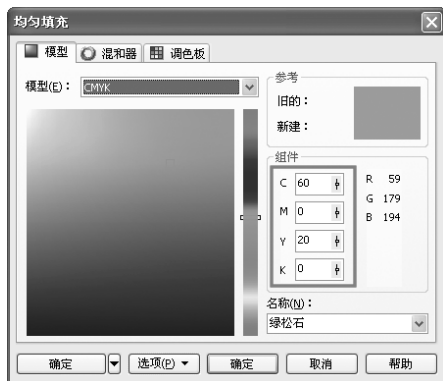 均匀填充
模型 混和器 调色板
模型(E)： CMYK
参考
旧的：
新建：
组件
C 60 R 59
G 179
M 0 B 194
Y 20
K 0
名称(N)：
绿松石
确定 选项(P) 确定 取消 帮助